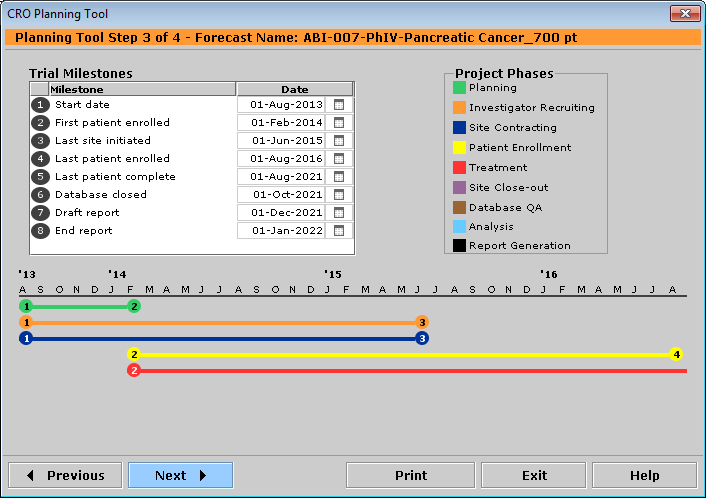 CRO Planning Tool
Planning Tool Step 3 of 4 - Forecast Name: ABI-007-PhIV-Pancreatic Cancer_700 pt
Trial Milestones
Milestone Date
1 Start date 01-Aug-2013
2 First patient enrolled 01-Feb-2014
3 Last site initiated 01-Jun-2015
4 Last patient enrolled 01-Aug-2016
5 Last patient complete 01-Aug-2021
6 Database closed 01-Oct-2021
7 Draft report 01-Dec-2021
8 End report 01-Jan-2022
Project Phases
Planning
Investigator Recruiting
Site Contracting
Patient Enrollment
Treatment
Site Close-out
Database QA
Analysis
Report Generation
'13 '14 '15 '16
A S O N D J F M A M J J A S O N D J F M A M J J A S O N D J F M A M J J A
1 2
1 3
1 3
2 4
2
Previous Next Print Exit Help